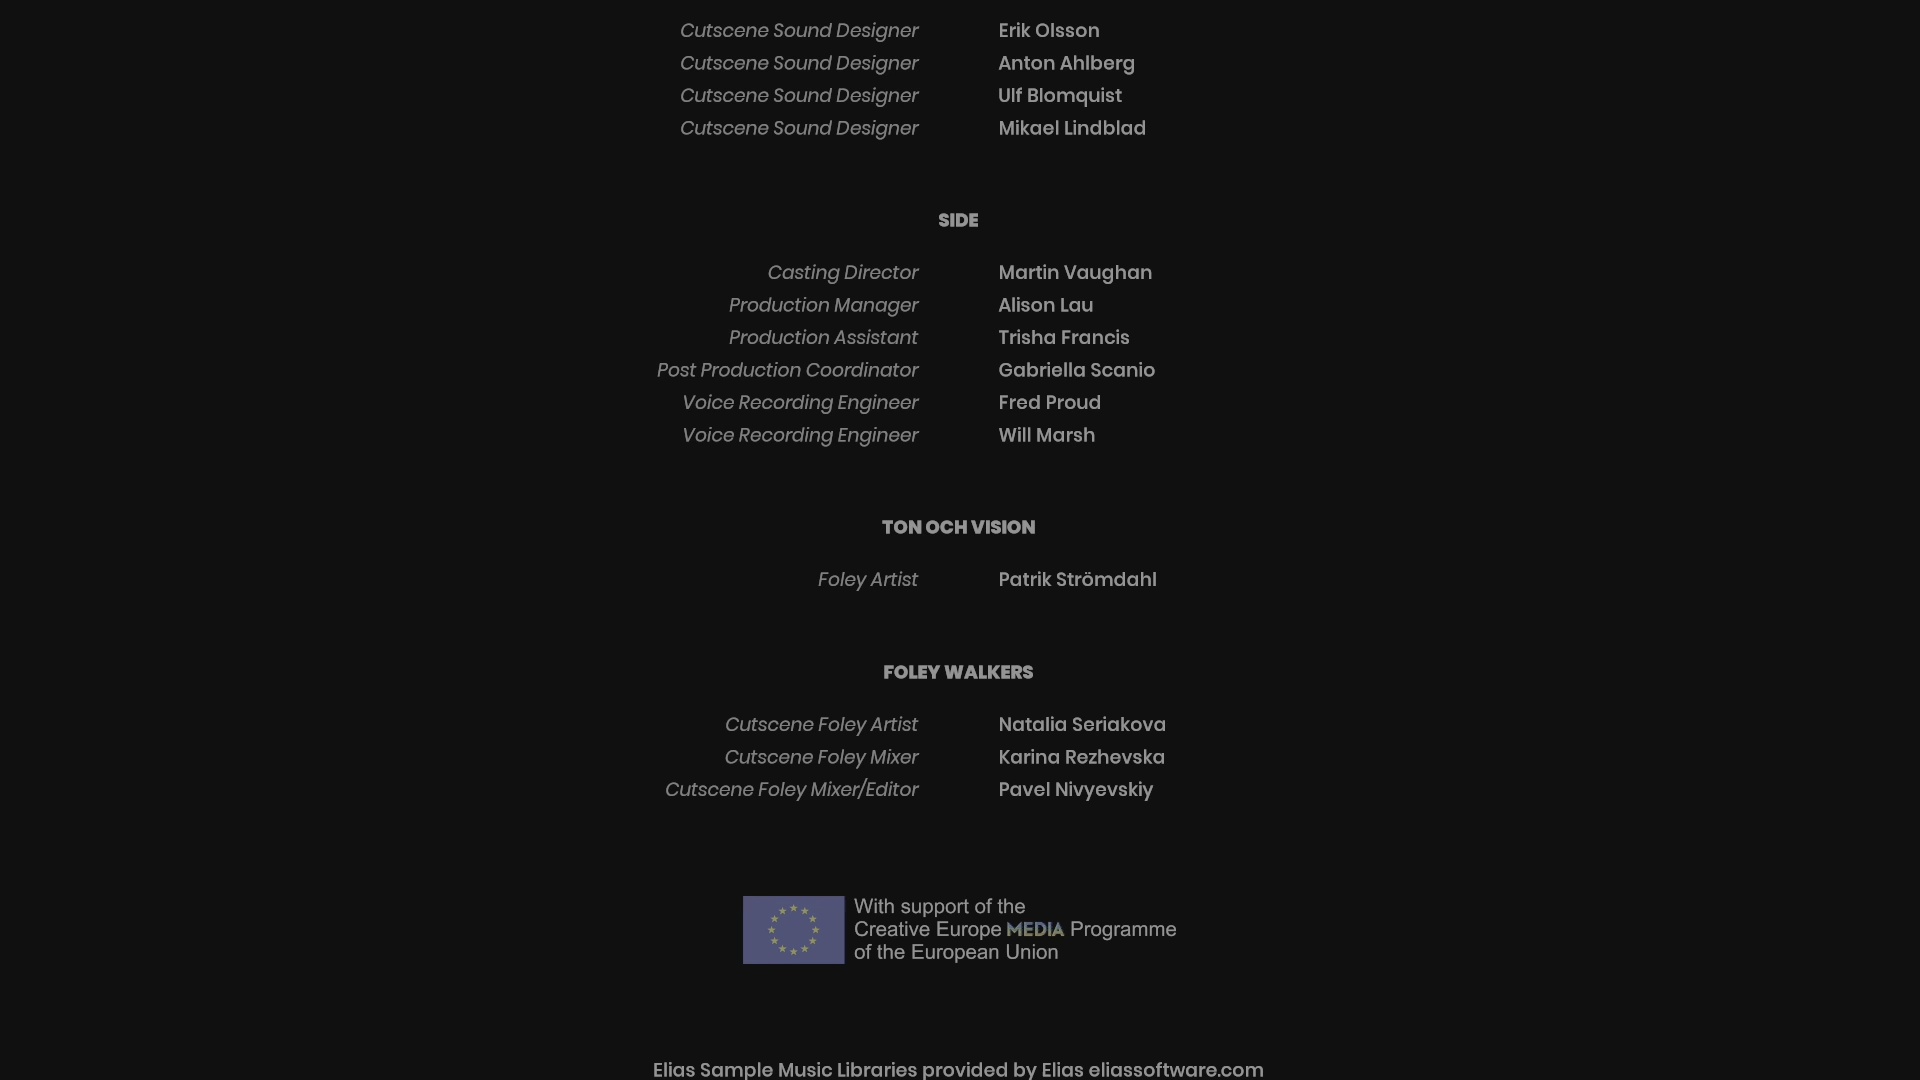 Cutscene Sound Designer Erik Olsson
Cutscene Sound Designer Anton Ahlberg
Cutscene Sound Designer Ulf Blomquist
Cutscene Sound Designer Mikael Lindblad
SIDE
Casting Director Martin Vaughan
Production Manager Alison Lau
Production Assistant Trisha Francis
Post Production Coordinator Gabriella Scanio
Voice Recording Engineer Fred Proud
Voice Recording Engineer Will Marsh
TON OCH VISION
Foley Artist Patrik Strömdahl
FOLEY WALKERS
Cutscene Foley Artist Natalia Seriakova
Cutscene Foley Mixer Karina Rezhevska
Cutscene Foley Mixer/Editor Pavel Nivyevskiy
With support of the
Creative Europe MEDIA Programme
of the European Union
Elias Sample Music Libraries provided by Elias eliassoftware.com